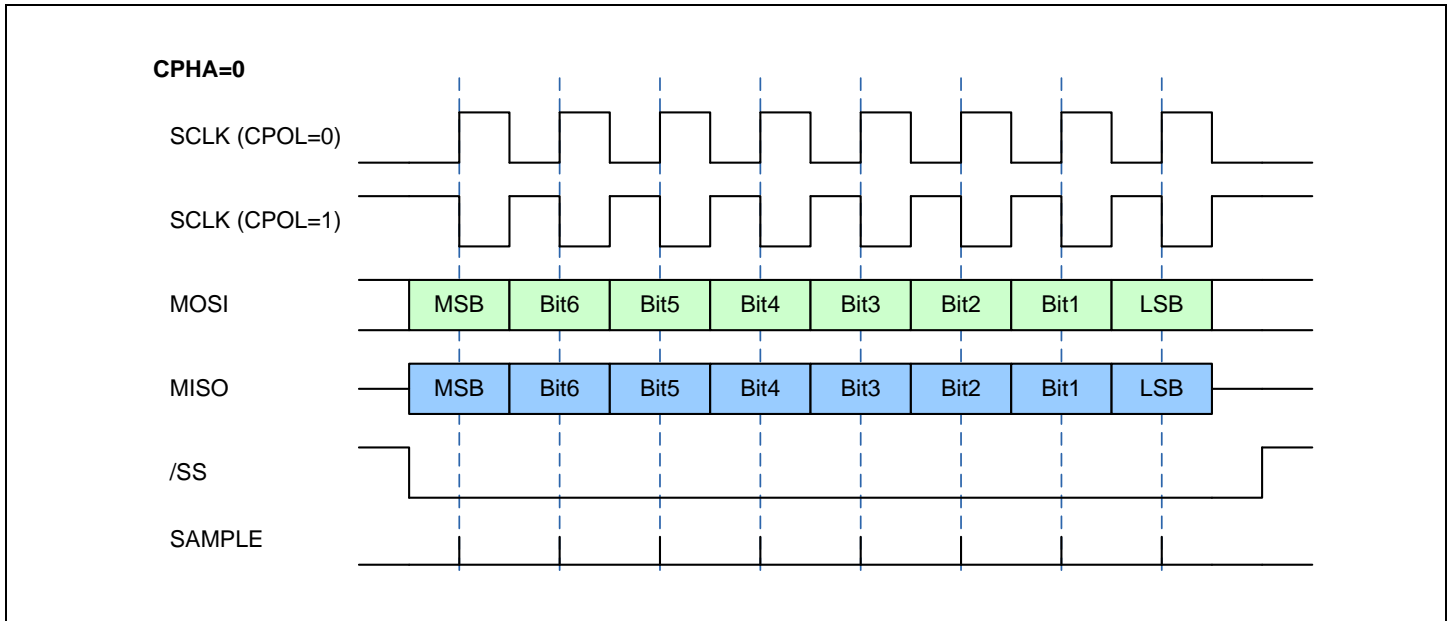 CPHA=0
SCLK (CPOL=0)
SCLK (CPOL=1)
MOSI MSB Bit6 Bit5 Bit4 Bit3 Bit2 Bit1 LSB
MISO MSB Bit6 Bit5 Bit4 Bit3 Bit2 Bit1 LSB
/SS
SAMPLE